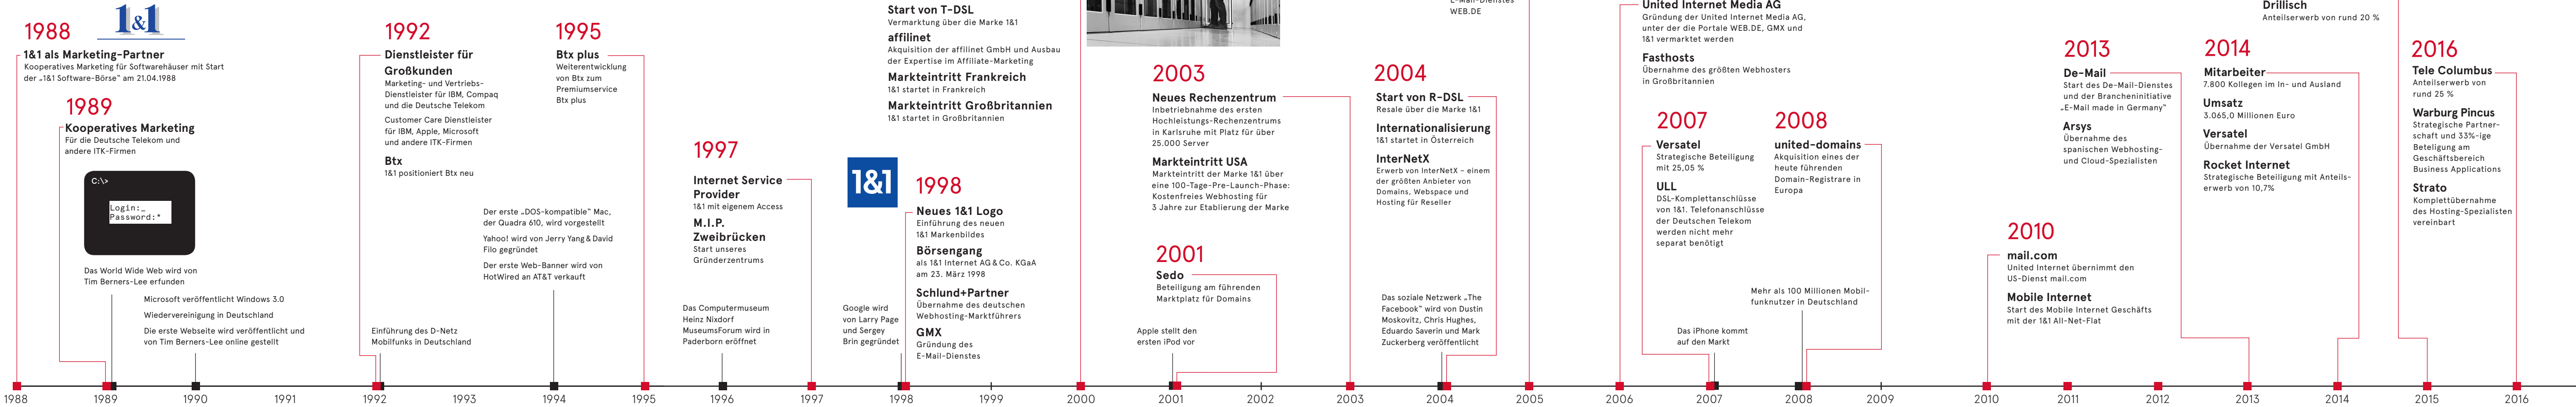 1&1
1988
1&1 als Marketing-Partner
Kooperatives Marketing für Softwarehäuser mit Start
der „1&1 Software-Börse“ am 21.04.1988
1989
Kooperatives Marketing
Für die Deutsche Telekom und
andere ITK-Firmen
C:\>
Login:_
Password:*
Das World Wide Web wird von
Tim Berners-Lee erfunden
Microsoft veröffentlicht Windows 3.0
Wiedervereinigung in Deutschland
Die erste Webseite wird veröffentlicht und
von Tim Berners-Lee online gestellt
1992
Dienstleister für
Großkunden
Marketing- und Vertriebs-
Dienstleister für IBM, Compaq
und die Deutsche Telekom
Customer Care Dienstleister
für IBM, Apple, Microsoft
und andere ITK-Firmen
Btx
1&1 positioniert Btx neu
Einführung des D-Netz
Mobilfunks in Deutschland
1995
Btx plus
Weiterentwicklung
von Btx zum
Premiumservice
Btx plus
Der erste „DOS-kompatible“ Mac,
der Quadra 610, wird vorgestellt
Yahoo! wird von Jerry Yang & David
Filo gegründet
Der erste Web-Banner wird von
HotWired an AT&T verkauft
1997
Internet Service
Provider
1&1 mit eigenem Access
M.I.P.
Zweibrücken
Start unseres
Gründerzentrums
Das Computermuseum
Heinz Nixdorf
MuseumsForum wird in
Paderborn eröffnet
Start von T-DSL
Vermarktung über die Marke 1&1
affilinet
Akquisition der affilinet GmbH und Ausbau
der Expertise im Affiliate-Marketing
Markteintritt Frankreich
1&1 startet in Frankreich
Markteintritt Großbritannien
1&1 startet in Großbritannien
1&1
1998
Neues 1&1 Logo
Einführung des neuen
1&1 Markenbildes
Börsengang
als 1&1 Internet AG & Co. KGaA
am 23. März 1998
Schlund+Partner
Übernahme des deutschen
Webhosting-Marktführers
GMX
Gründung des
E-Mail-Dienstes
Google wird
von Larry Page
und Sergey
Brin gegründet
2003
Neues Rechenzentrum
Inbetriebnahme des ersten
Hochleistungs-Rechenzentrums
in Karlsruhe mit Platz für über
25.000 Server
Markteintritt USA
Markteintritt der Marke 1&1 über
eine 100-Tage-Pre-Launch-Phase:
Kostenfreies Webhosting für
3 Jahre zur Etablierung der Marke
2001
Sedo
Beteiligung am führenden
Marktplatz für Domains
Apple stellt den
ersten iPod vor
E-Mail-Dienstes
WEB.DE
2004
Start von R-DSL
Resale über die Marke 1&1
Internationalisierung
1&1 startet in Österreich
InterNetX
Erwerb von InterNetX – einem
der größten Anbieter von
Domains, Webspace und
Hosting für Reseller
Das soziale Netzwerk „The
Facebook“ wird von Dustin
Moskovitz, Chris Hughes,
Eduardo Saverin und Mark
Zuckerberg veröffentlicht
United Internet Media AG
Gründung der United Internet Media AG,
unter der die Portale WEB.DE, GMX und
1&1 vermarktet werden
Fasthosts
Übernahme des größten Webhosters
in Großbritannien
2007
Versatel
Strategische Beteiligung
mit 25,05 %
ULL
DSL-Komplettanschlüsse
von 1&1. Telefonanschlüsse
der Deutschen Telekom
werden nicht mehr
separat benötigt
Das iPhone kommt
auf den Markt
2008
united-domains
Akquisition eines der
heute führenden
Domain-Registrare in
Europa
Mehr als 100 Millionen Mobil-
funknutzer in Deutschland
2010
mail.com
United Internet übernimmt den
US-Dienst mail.com
Mobile Internet
Start des Mobile Internet Geschäfts
mit der 1&1 All-Net-Flat
2013
De-Mail
Start des De-Mail-Dienstes
und der Brancheninitiative
„E-Mail made in Germany“
Arsys
Übernahme des
spanischen Webhosting-
und Cloud-Spezialisten
Drillisch
Anteilserwerb von rund 20 %
2014
Mitarbeiter
7.800 Kollegen im In- und Ausland
Umsatz
3.065,0 Millionen Euro
Versatel
Übernahme der Versatel GmbH
Rocket Internet
Strategische Beteiligung mit Anteils-
erwerb von 10,7%
2016
Tele Columbus
Anteilserwerb von
rund 25 %
Warburg Pincus
Strategische Partner-
schaft und 33%-ige
Beteiligung am
Geschäftsbereich
Business Applications
Strato
Komplettübernahme
des Hosting-Spezialisten
vereinbart
1988 1989 1990 1991 1992 1993 1994 1995 1996 1997 1998 1999 2000 2001 2002 2003 2004 2005 2006 2007 2008 2009 2010 2011 2012 2013 2014 2015 2016